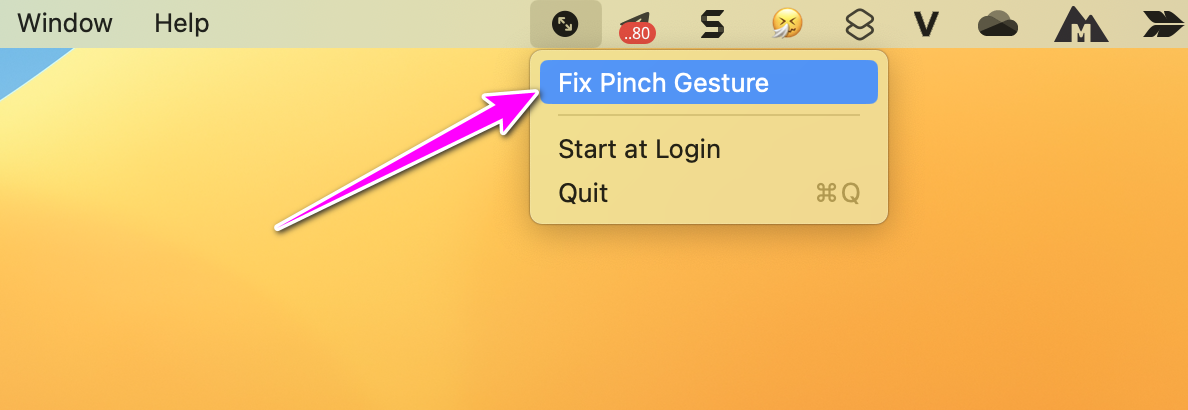 Window Help
..80
Fix Pinch Gesture
Start at Login
Quit ⌘Q